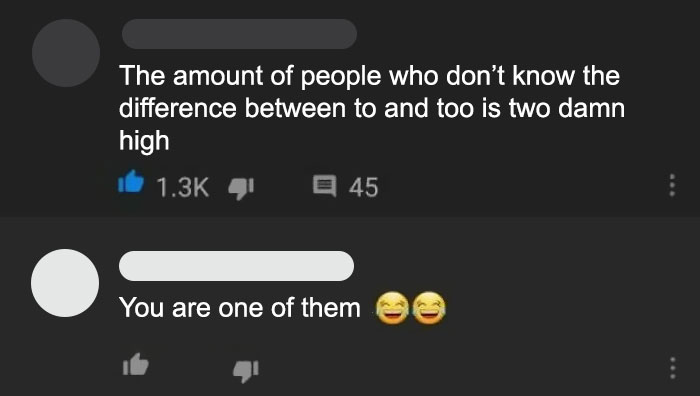 The amount of people who don’t know the
difference between to and too is two damn
high
1.3K 45
You are one of them 😂😂